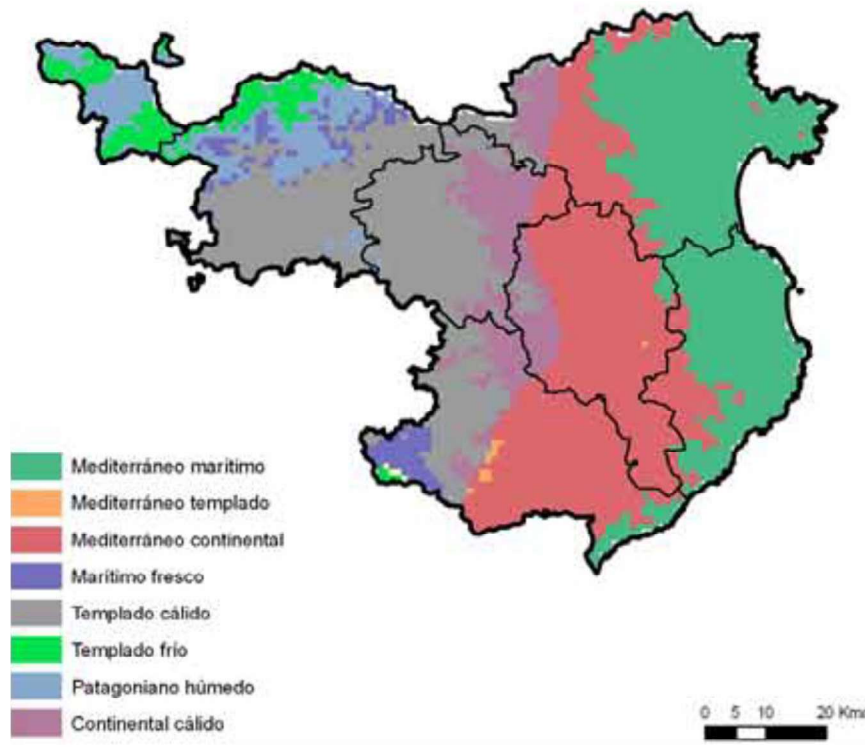 Mediterráneo marítimo
Mediterráneo templado
Mediterráneo continental
Marítimo fresco
Templado cálido
Templado frío
Patagoniano húmedo
Continental cálido
0 5 10 20 Kms